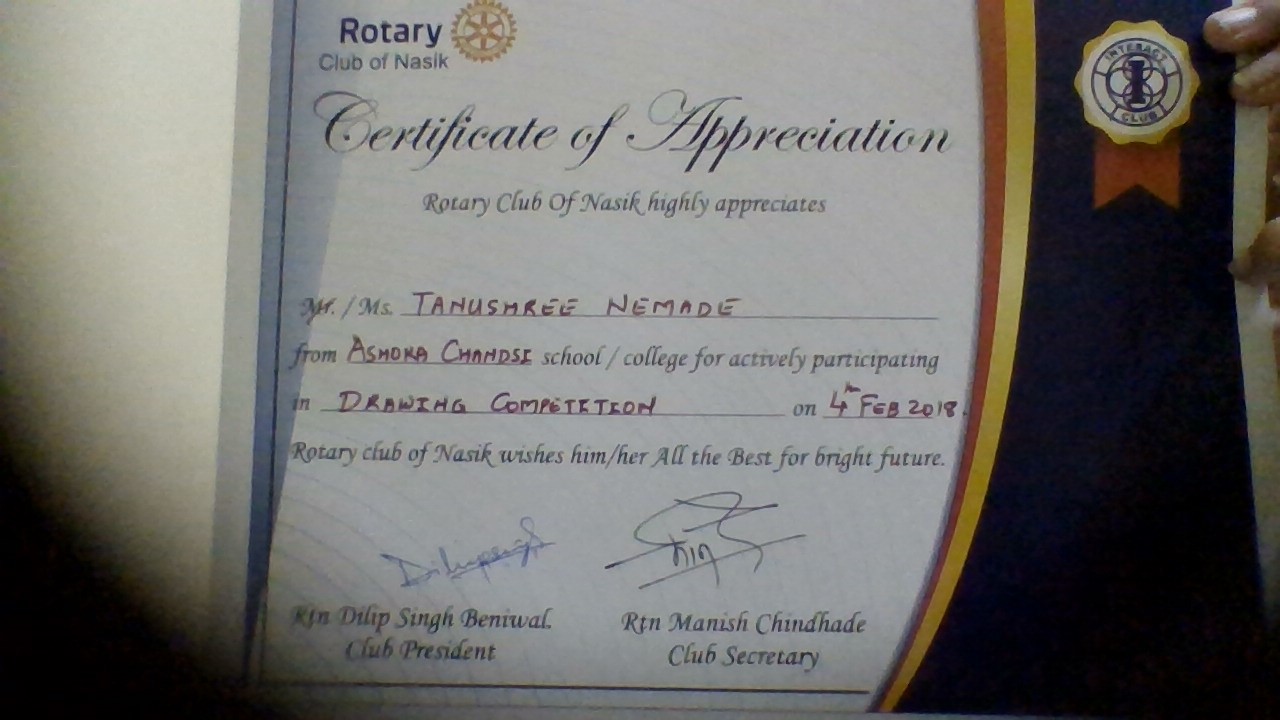 Rotary
Club of Nasik
INTERACT
CLUB
Certificate of Appreciation
Rotary Club Of Nasik highly appreciates
Mr. / Ms. TANUSHREE NEMADE
from ASHOKA CHANDSI school / college for actively participating
in DRAWING COMPETETION on 4th FEB 2018.
Rotary club of Nasik wishes him/her All the Best for bright future.
Rtn Dilip Singh Beniwal. Rtn Manish Chindhade
Club President Club Secretary